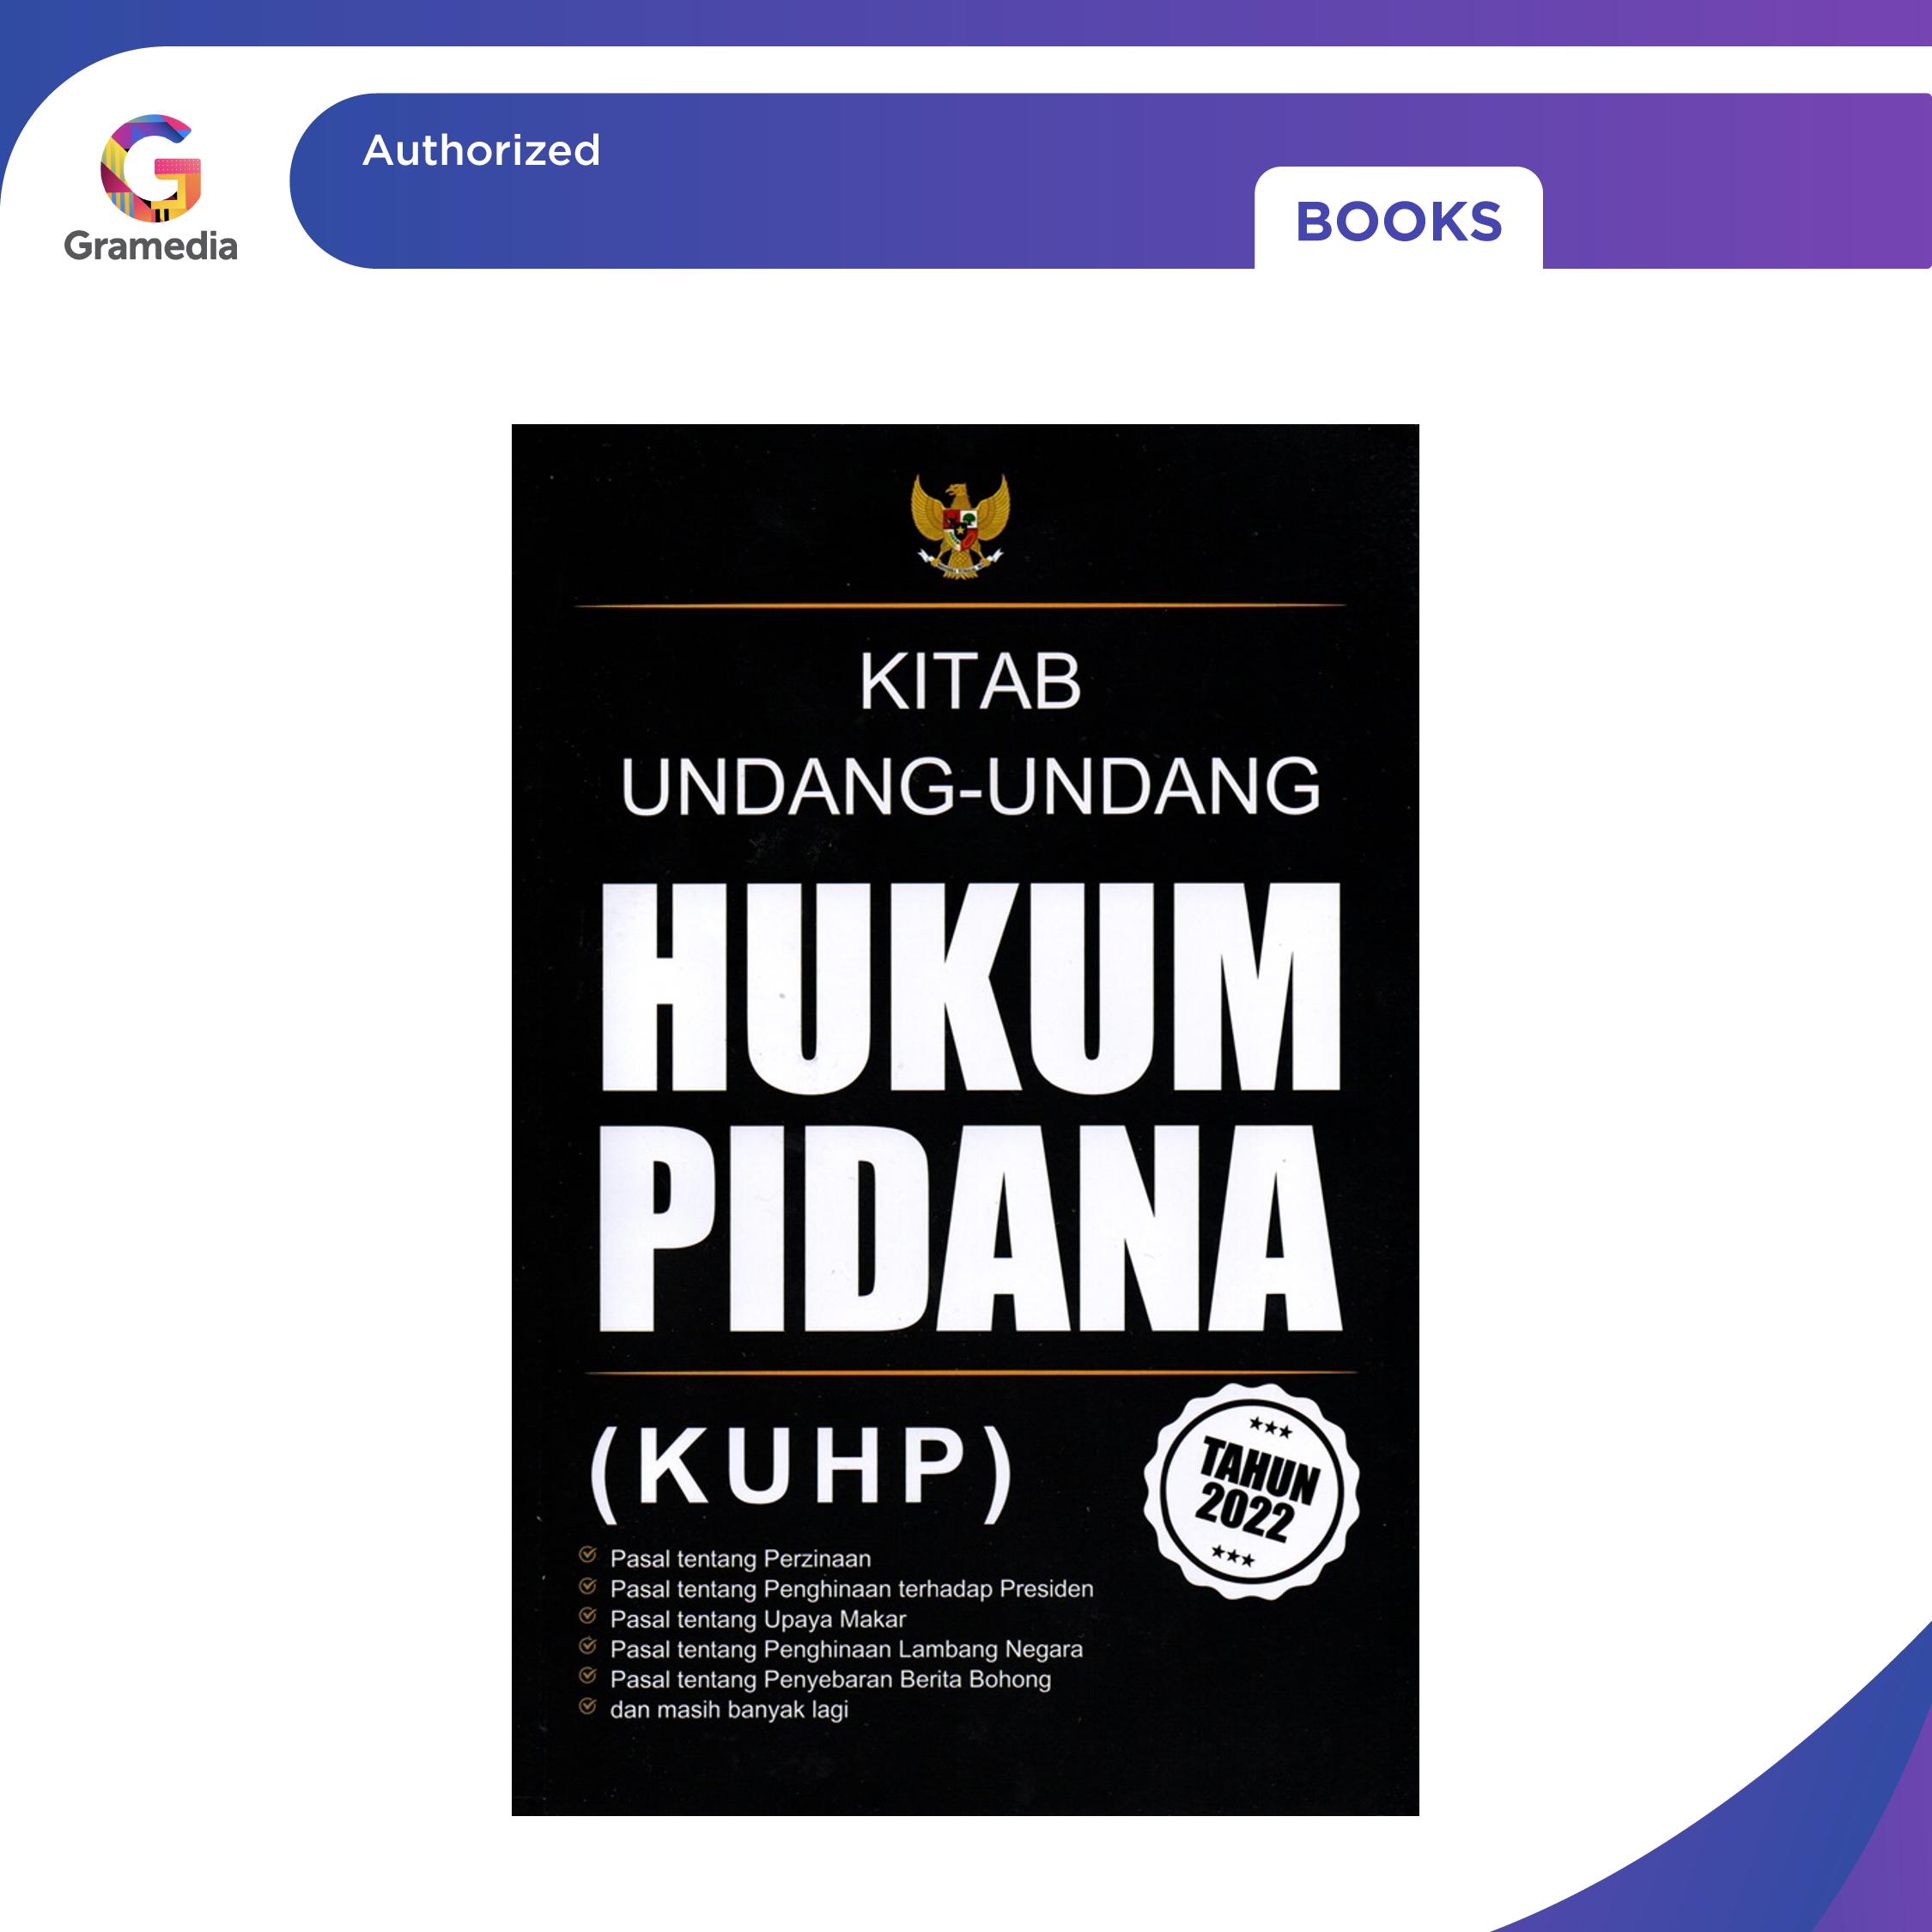 Gramedia
Authorized
BOOKS
KITAB
UNDANG-UNDANG
HUKUM
PIDANA
(KUHP)
TAHUN
2022
Pasal tentang Perzinaan
Pasal tentang Penghinaan terhadap Presiden
Pasal tentang Upaya Makar
Pasal tentang Penghinaan Lambang Negara
Pasal tentang Penyebaran Berita Bohong
dan masih banyak lagi